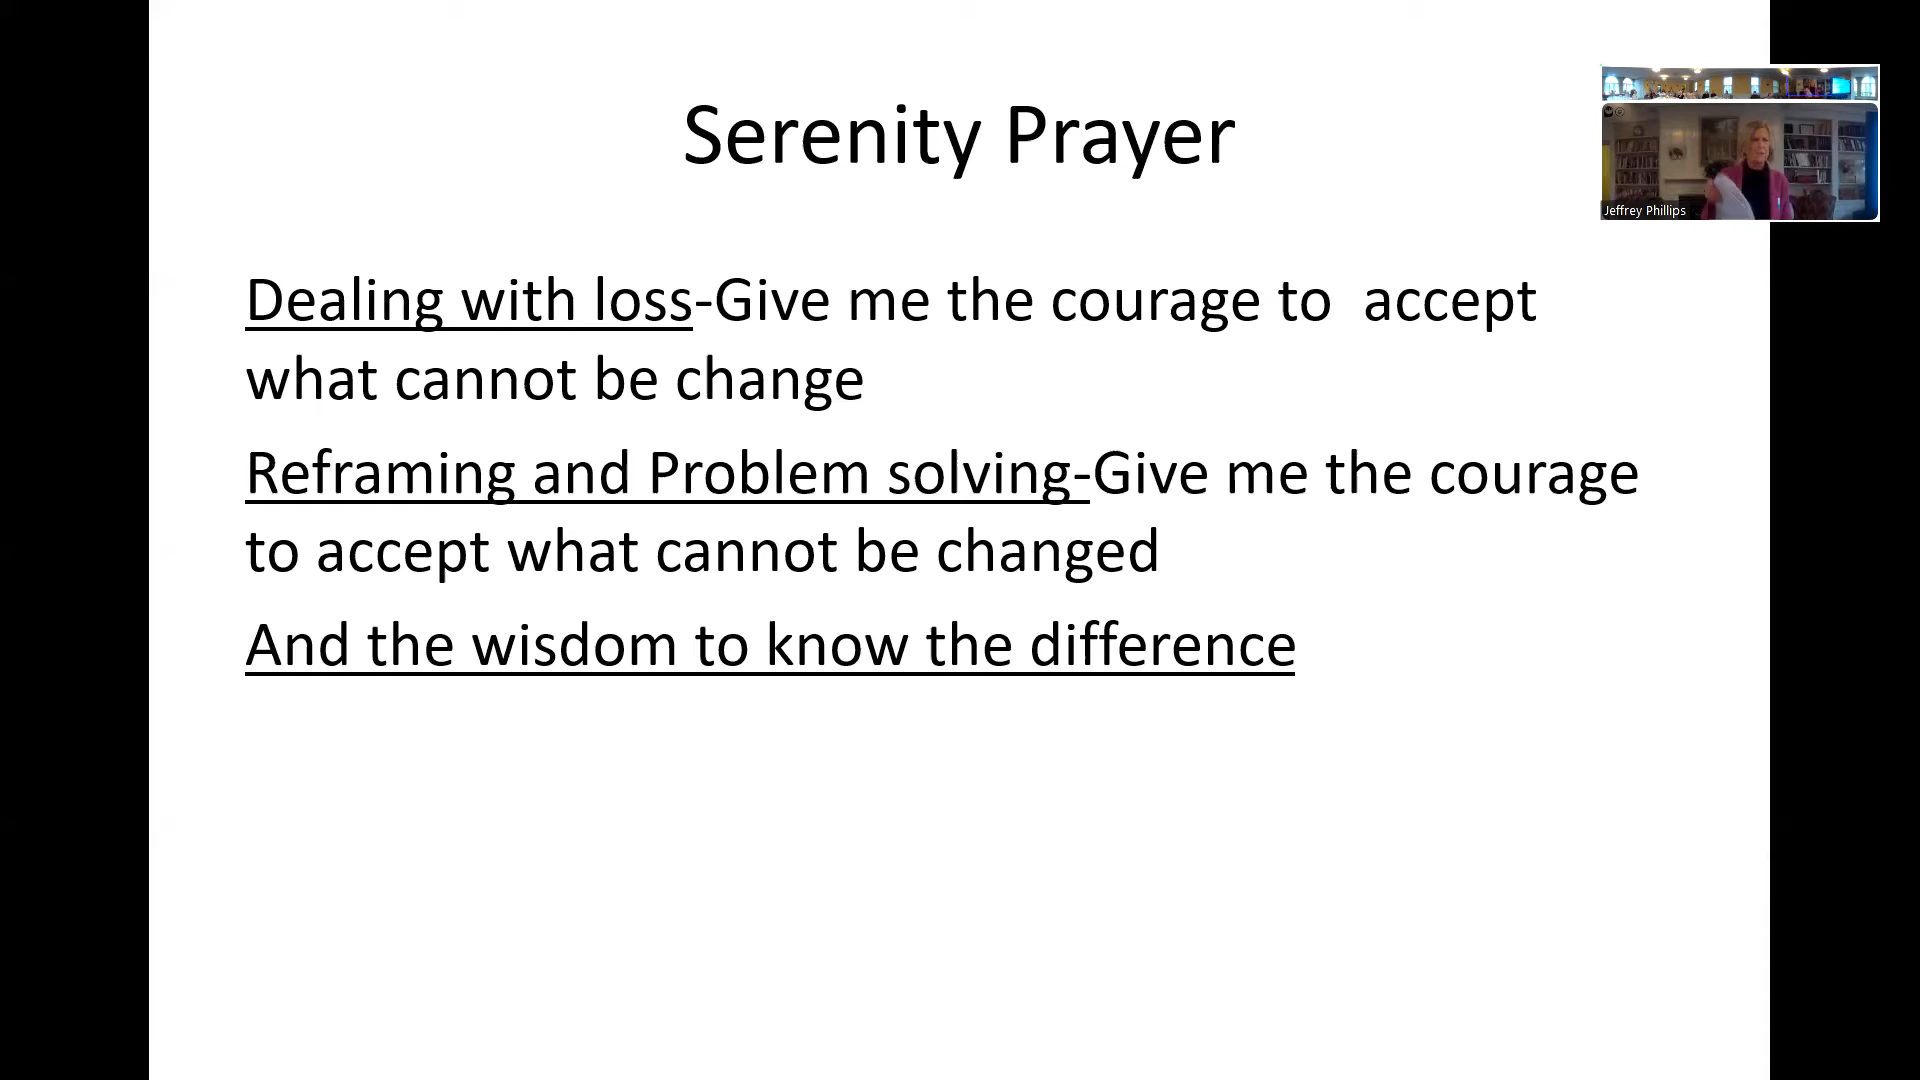 Serenity Prayer
Jeffrey Phillips
Dealing with loss-Give me the courage to  accept
what cannot be change
Reframing and Problem solving-Give me the courage
to accept what cannot be changed
And the wisdom to know the difference